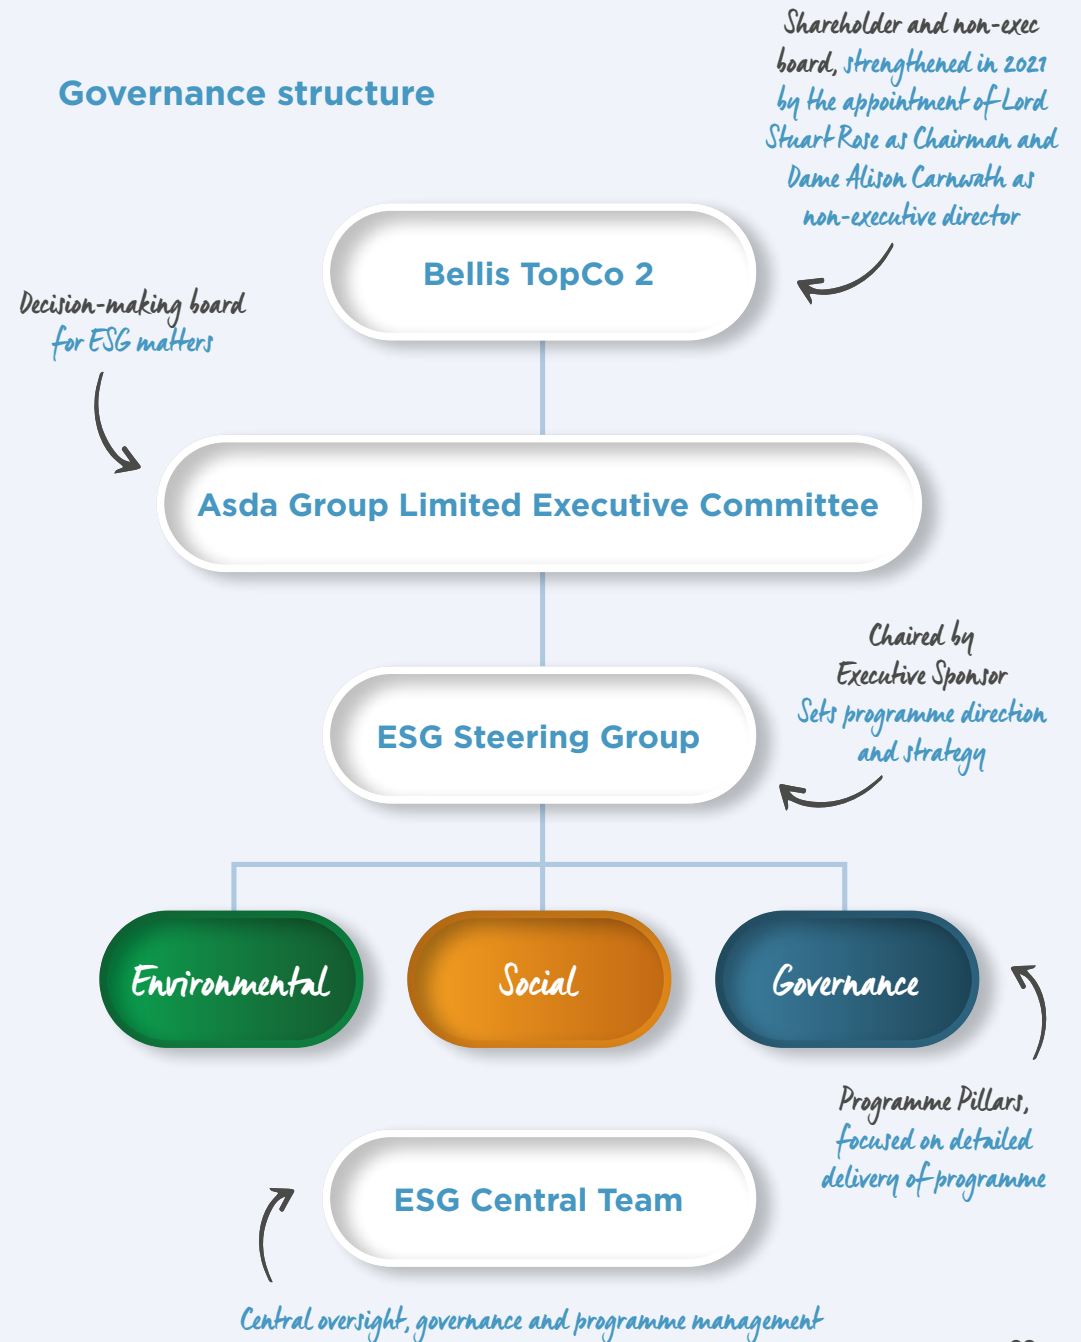 Shareholder and non-exec
board, strengthened in 2021
by the appointment of Lord
Stuart Rose as Chairman and
Dame Alison Carnwath as
non-executive director
Governance structure
Bellis TopCo 2
Decision-making board
for ESG matters
Asda Group Limited Executive Committee
Chaired by
Executive Sponsor
Sets programme direction
and strategy
ESG Steering Group
Environmental
Social
Governance
Programme Pillars,
focused on detailed
delivery of programme
ESG Central Team
Central oversight, governance and programme management